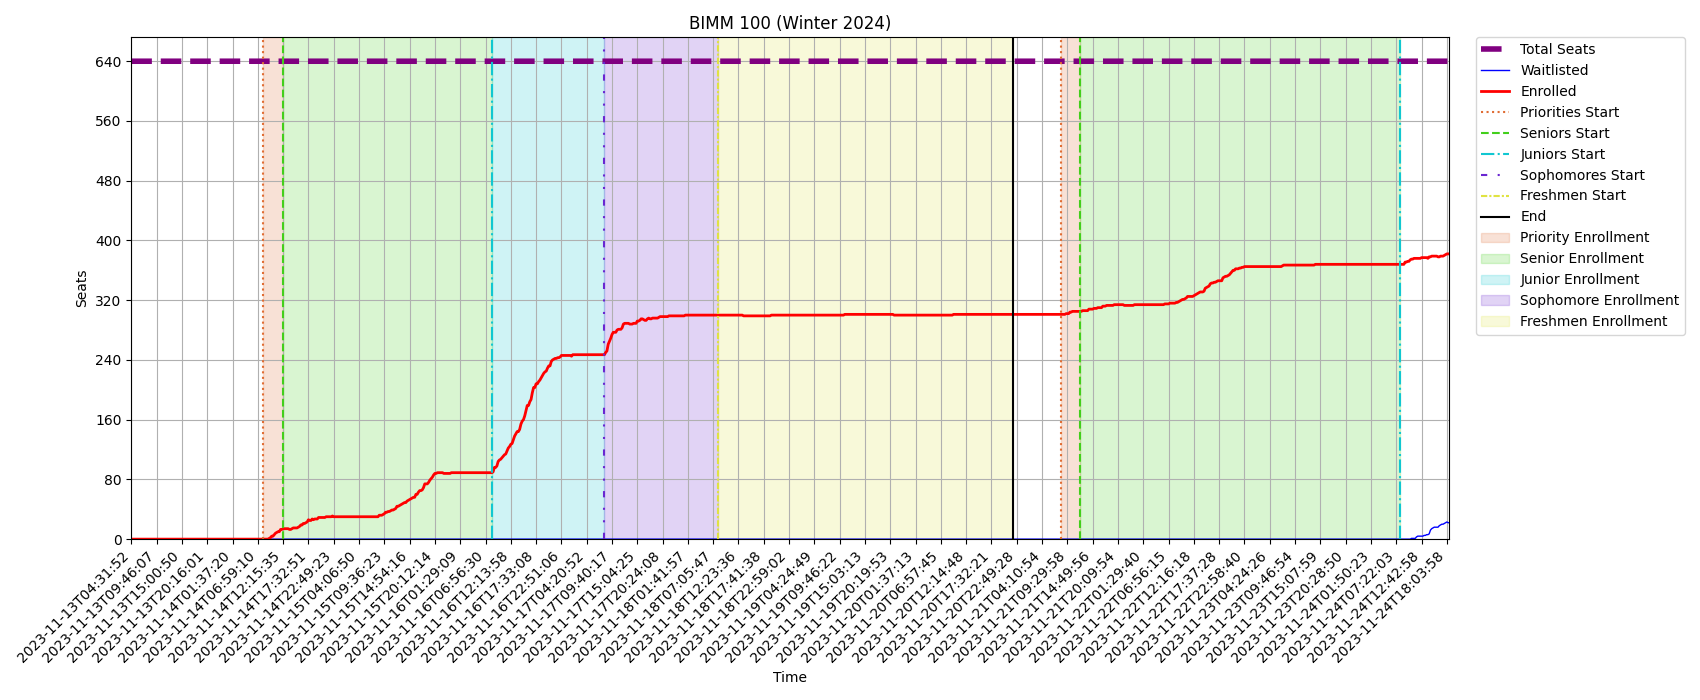 BIMM 100 (Winter 2024)
Seats
640
560
480
400
320
240
160
80
0
2023-11-13T04:31:52
2023-11-13T09:46:07
2023-11-13T15:00:50
2023-11-13T20:16:01
2023-11-14T01:37:20
2023-11-14T06:59:10
2023-11-14T12:15:35
2023-11-14T17:32:51
2023-11-14T22:49:23
2023-11-15T04:06:50
2023-11-15T09:36:23
2023-11-15T14:54:16
2023-11-15T20:12:14
2023-11-16T01:29:09
2023-11-16T06:56:30
2023-11-16T12:13:58
2023-11-16T17:33:08
2023-11-16T22:51:06
2023-11-17T04:20:52
2023-11-17T09:40:17
2023-11-17T15:04:25
2023-11-17T20:24:08
2023-11-18T01:41:57
2023-11-18T07:05:47
2023-11-18T12:23:36
2023-11-18T17:41:38
2023-11-18T22:59:02
2023-11-19T04:24:49
2023-11-19T09:46:22
2023-11-19T15:03:13
2023-11-19T20:19:53
2023-11-20T01:37:13
2023-11-20T06:57:45
2023-11-20T12:14:48
2023-11-20T17:32:21
2023-11-20T22:49:28
2023-11-21T04:10:54
2023-11-21T09:29:58
2023-11-21T14:49:56
2023-11-21T20:09:54
2023-11-22T01:29:40
2023-11-22T06:56:15
2023-11-22T12:16:18
2023-11-22T17:37:28
2023-11-22T22:58:40
2023-11-23T04:24:26
2023-11-23T09:46:54
2023-11-23T15:07:59
2023-11-23T20:28:50
2023-11-24T01:50:23
2023-11-24T07:22:03
2023-11-24T12:42:58
2023-11-24T18:03:58
Time
Total Seats
Waitlisted
Enrolled
Priorities Start
Seniors Start
Juniors Start
Sophomores Start
Freshmen Start
End
Priority Enrollment
Senior Enrollment
Junior Enrollment
Sophomore Enrollment
Freshmen Enrollment